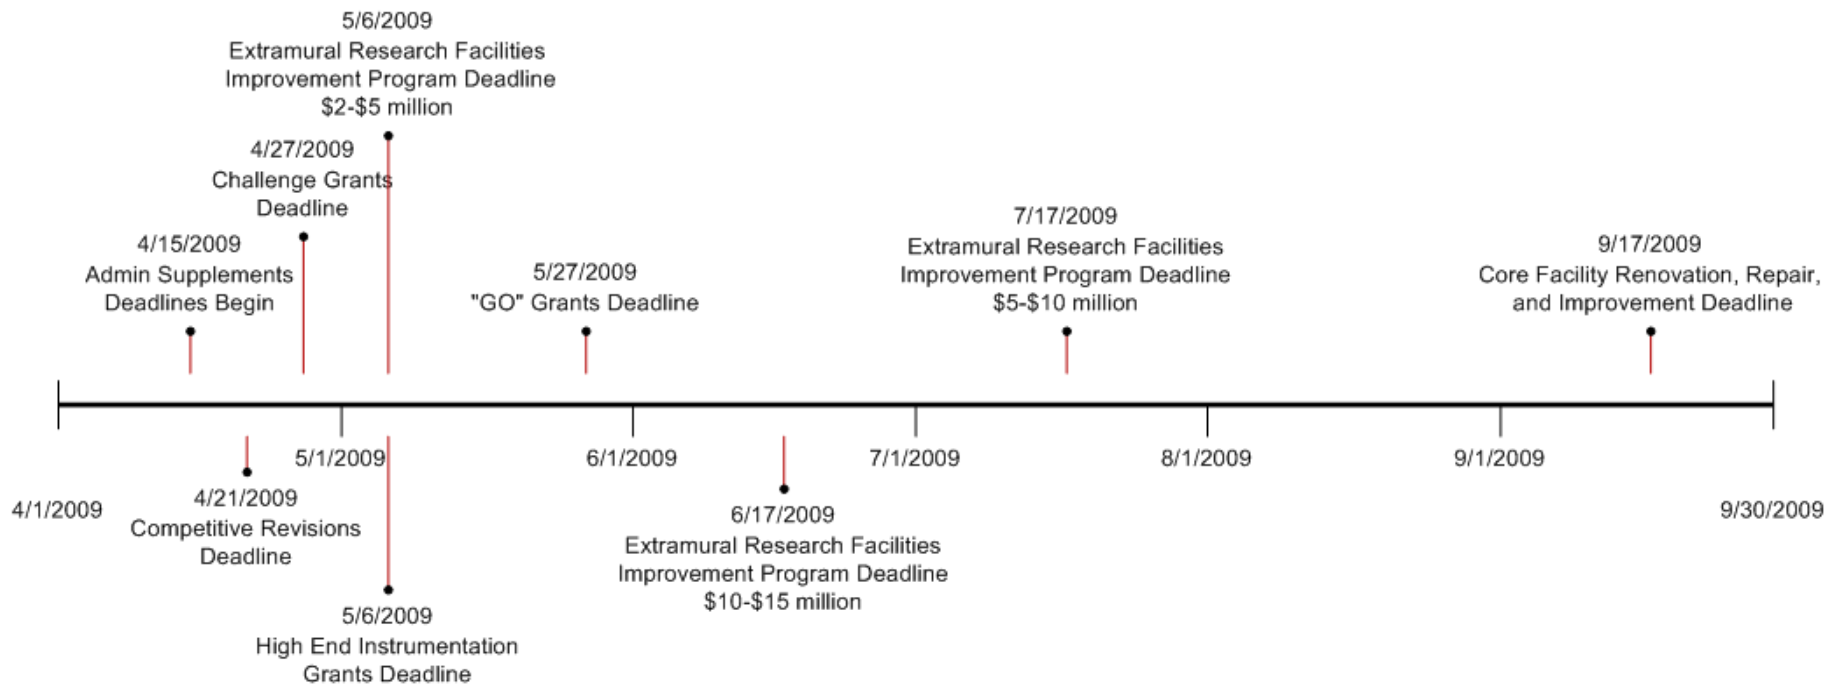 5/6/2009
Extramural Research Facilities
Improvement Program Deadline
$2-$5 million
4/27/2009
Challenge Grants
Deadline
4/15/2009
Admin Supplements
Deadlines Begin
5/27/2009
"GO" Grants Deadline
7/17/2009
Extramural Research Facilities
Improvement Program Deadline
$5-$10 million
9/17/2009
Core Facility Renovation, Repair,
and Improvement Deadline
5/1/2009
6/1/2009
7/1/2009
8/1/2009
9/1/2009
4/1/2009
9/30/2009
4/21/2009
Competitive Revisions
Deadline
6/17/2009
Extramural Research Facilities
Improvement Program Deadline
$10-$15 million
5/6/2009
High End Instrumentation
Grants Deadline